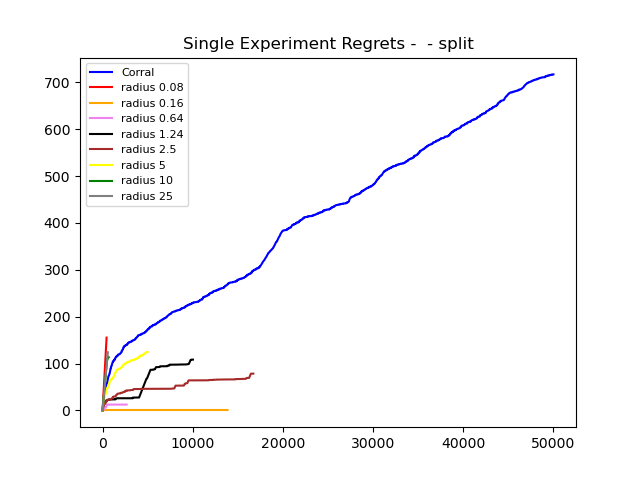 Single Experiment Regrets -  - split
Corral
radius 0.08
radius 0.16
radius 0.64
radius 1.24
radius 2.5
radius 5
radius 10
radius 25
700
600
500
400
300
200
100
0
0 10000 20000 30000 40000 50000